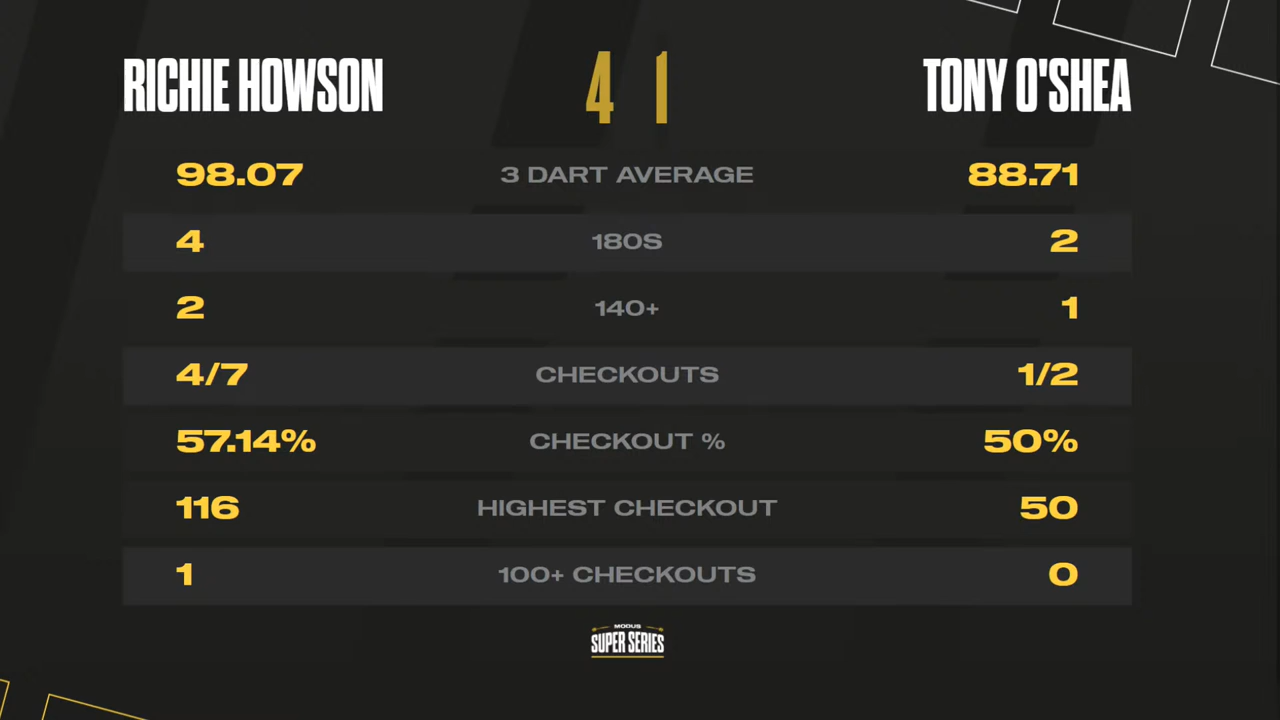 RICHIE HOWSON 4 1 TONY O'SHEA
98.07 3 DART AVERAGE 88.71
4 180S 2
2 140+ 1
4/7 CHECKOUTS 1/2
57.14% CHECKOUT % 50%
116 HIGHEST CHECKOUT 50
1 100+ CHECKOUTS 0
MODUS
SUPER SERIES